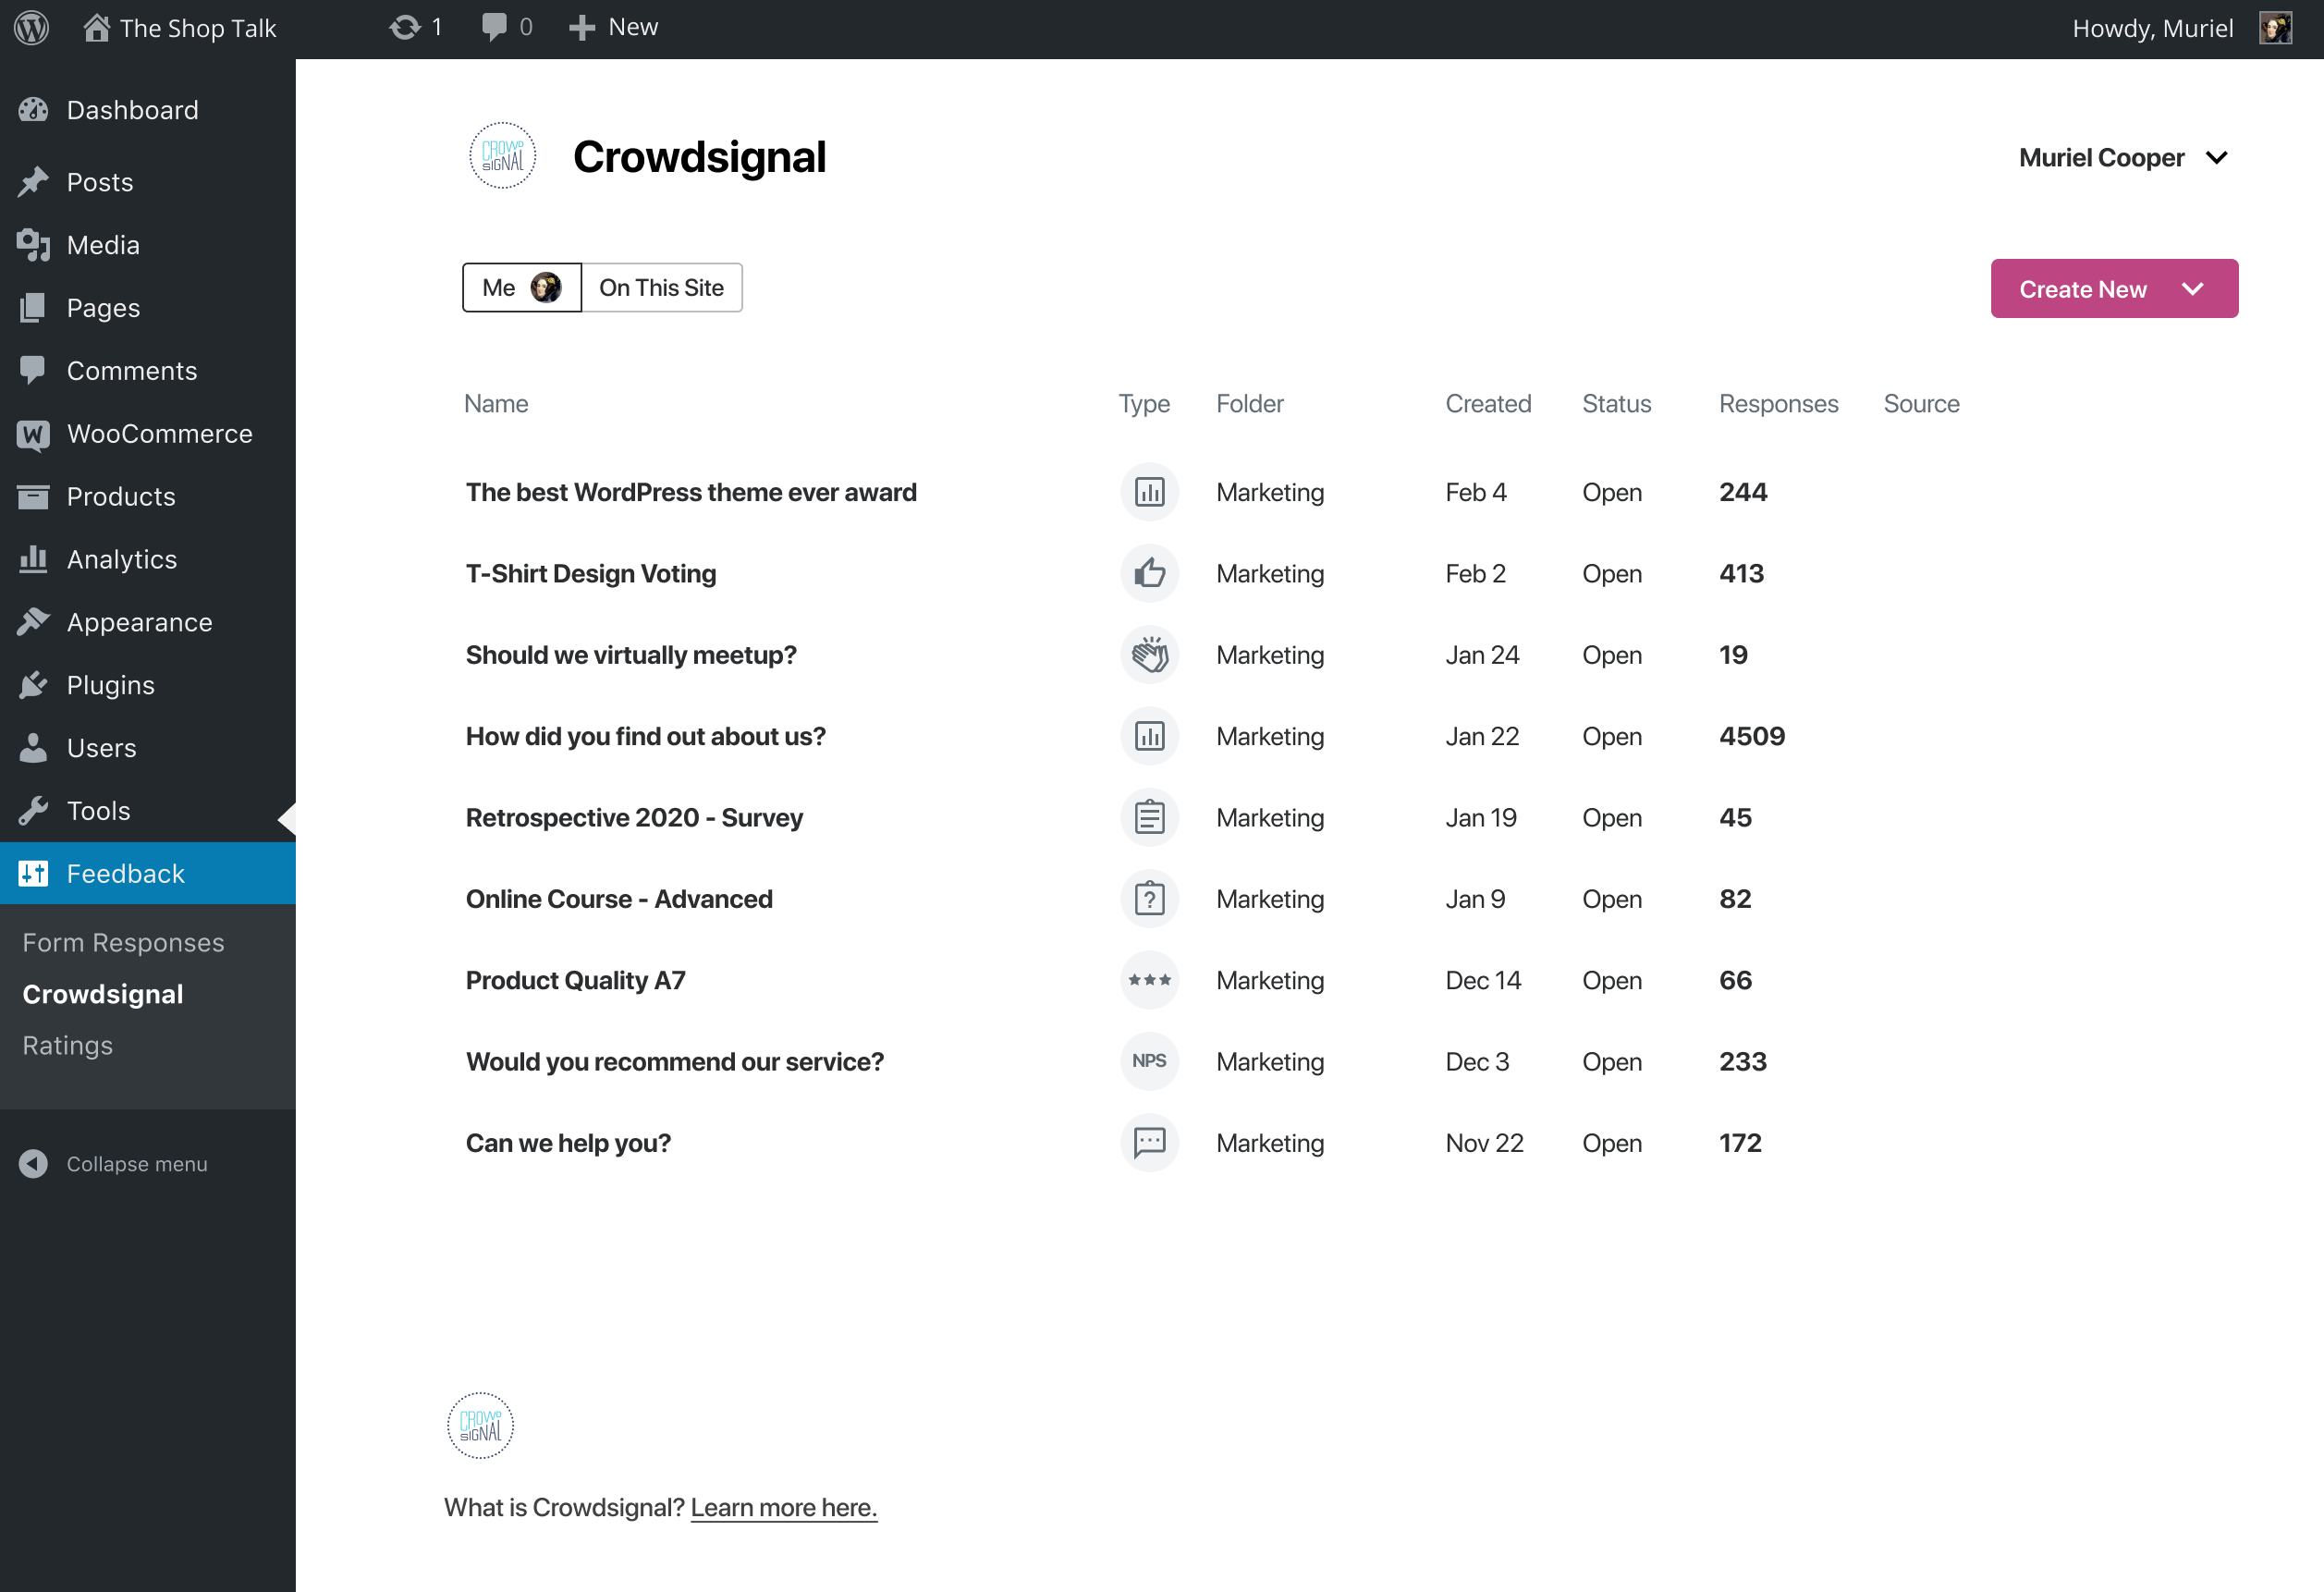 The Shop Talk 1 0 New Howdy, Muriel
Dashboard
Posts
Media
Pages
Comments
WooCommerce
Products
Analytics
Appearance
Plugins
Users
Tools
Feedback
Form Responses
Crowdsignal
Ratings
Collapse menu
CROWD
SIGNAL
Crowdsignal
Muriel Cooper
Me On This Site
Create New
Name Type Folder Created Status Responses Source
The best WordPress theme ever award Marketing Feb 4 Open 244
T-Shirt Design Voting Marketing Feb 2 Open 413
Should we virtually meetup? Marketing Jan 24 Open 19
How did you find out about us? Marketing Jan 22 Open 4509
Retrospective 2020 - Survey Marketing Jan 19 Open 45
Online Course - Advanced ? Marketing Jan 9 Open 82
Product Quality A7 Marketing Dec 14 Open 66
Would you recommend our service? NPS Marketing Dec 3 Open 233
Can we help you? Marketing Nov 22 Open 172
CROWD
SIGNAL
What is Crowdsignal? Learn more here.